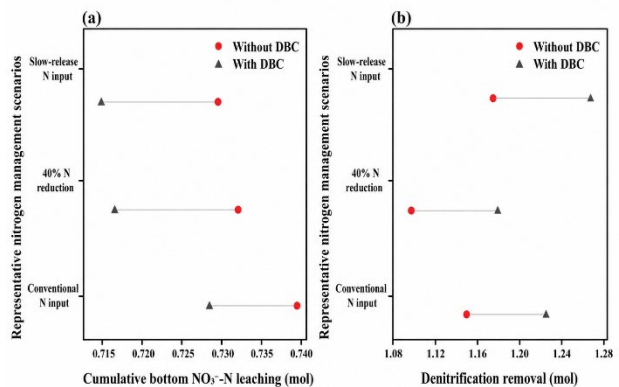 (a)
Representative nitrogen management scenarios
Without DBC
With DBC
Slow-release
N input
40% N
reduction
Conventional
N input
0.715 0.720 0.725 0.730 0.735 0.740
Cumulative bottom NO₃⁻-N leaching (mol)
(b)
Representative nitrogen management scenarios
Without DBC
With DBC
Slow-release
N input
40% N
reduction
Conventional
N input
1.08 1.12 1.16 1.20 1.24 1.28
Denitrification removal (mol)